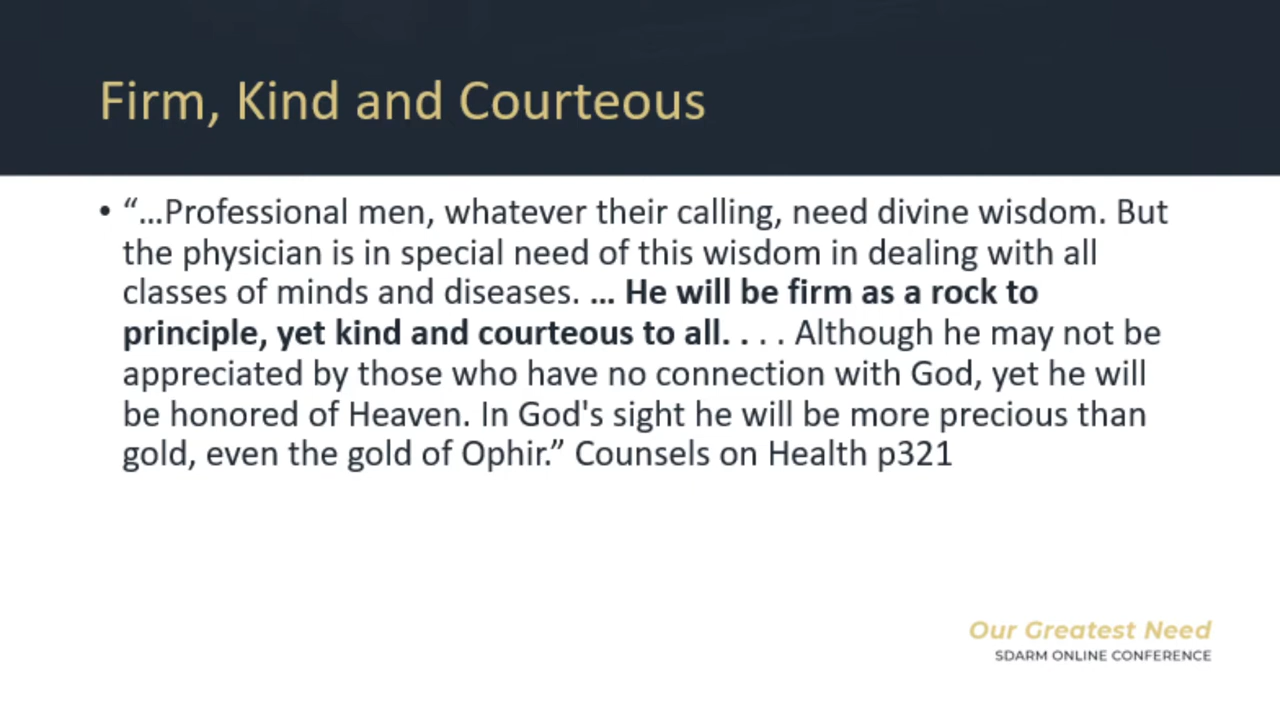 Firm, Kind and Courteous
• “…Professional men, whatever their calling, need divine wisdom. But
the physician is in special need of this wisdom in dealing with all
classes of minds and diseases. … He will be firm as a rock to
principle, yet kind and courteous to all. . . . Although he may not be
appreciated by those who have no connection with God, yet he will
be honored of Heaven. In God's sight he will be more precious than
gold, even the gold of Ophir.” Counsels on Health p321
Our Greatest Need
SDARM ONLINE CONFERENCE